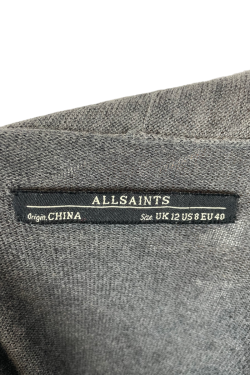 ALLSAINTS
Origin. CHINA Size. UK 12 US 8 EU 40